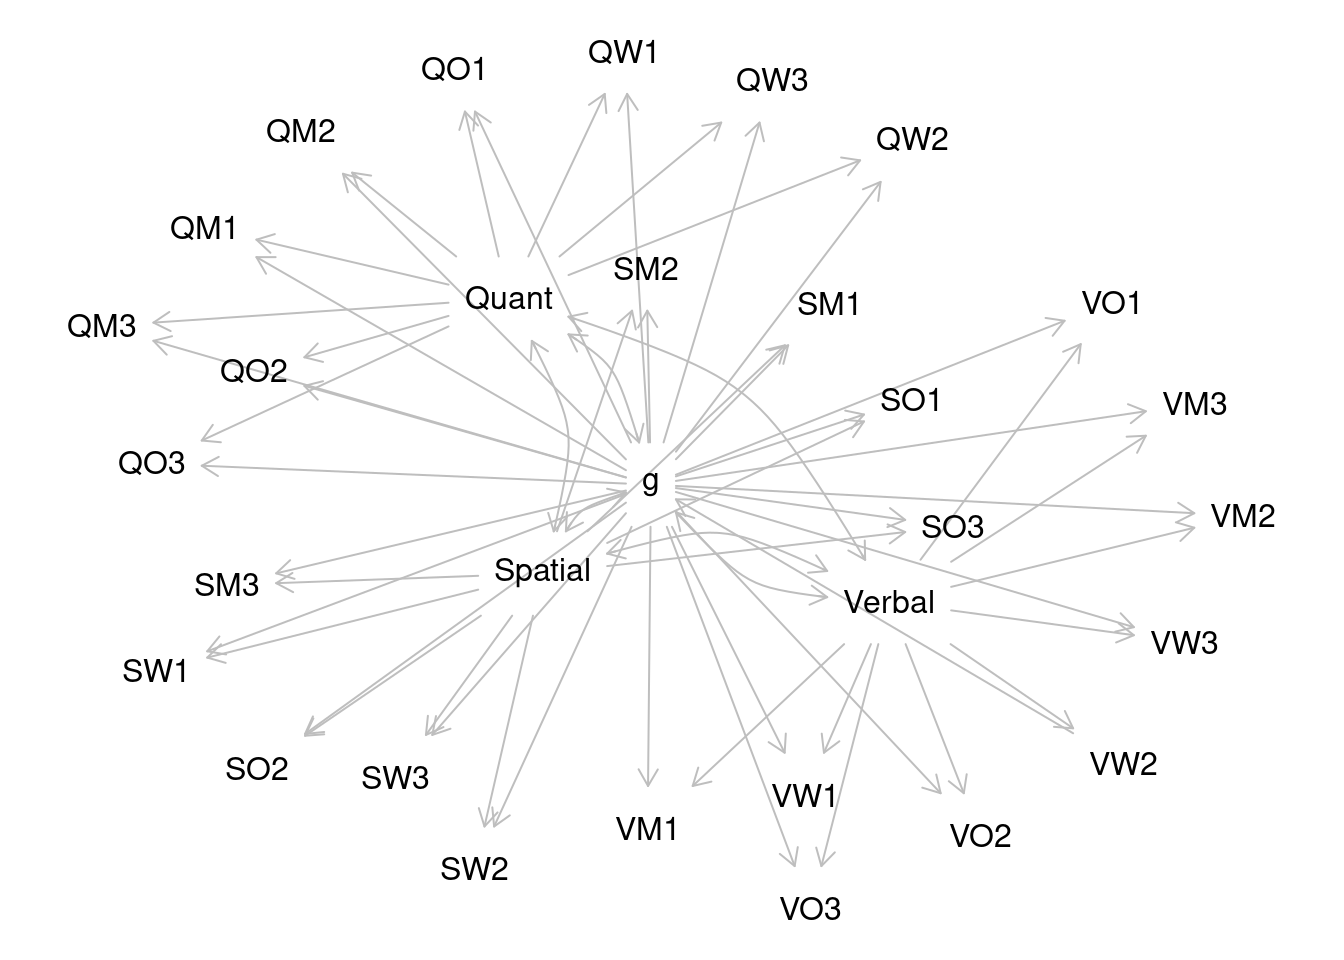 QW1
QO1
QW3
QM2
QW2
QM1
SM2
Quant
SM1
VO1
QM3
QO2
SO1
VM3
QO3
g
VM2
SO3
Spatial
SM3
Verbal
VW3
SW1
VW2
SO2
SW3
VW1
VM1
VO2
SW2
VO3